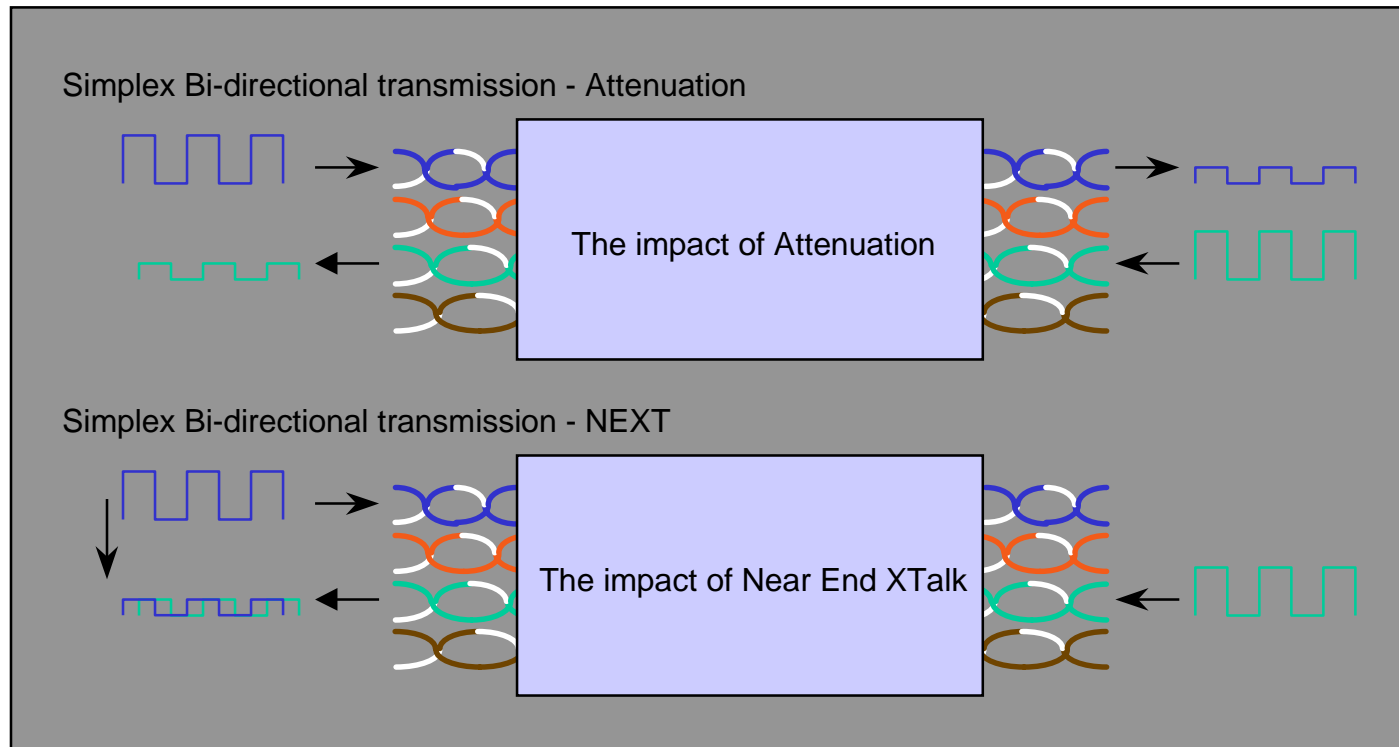 Simplex Bi-directional transmission - Attenuation
The impact of Attenuation
Simplex Bi-directional transmission - NEXT
The impact of Near End XTalk